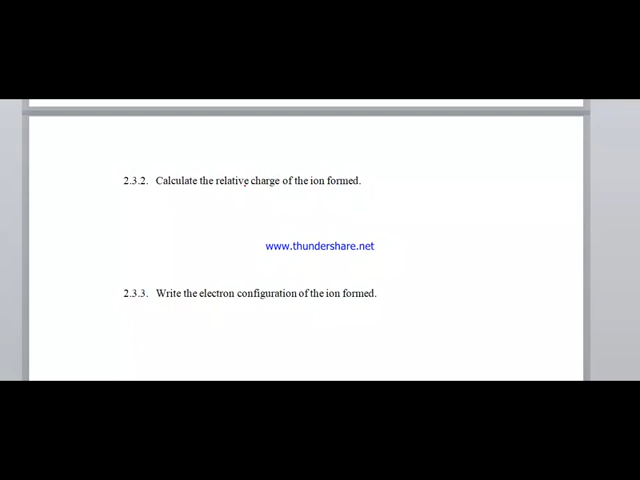 2.3.2. Calculate the relative charge of the ion formed.
www.thundershare.net
2.3.3. Write the electron configuration of the ion formed.